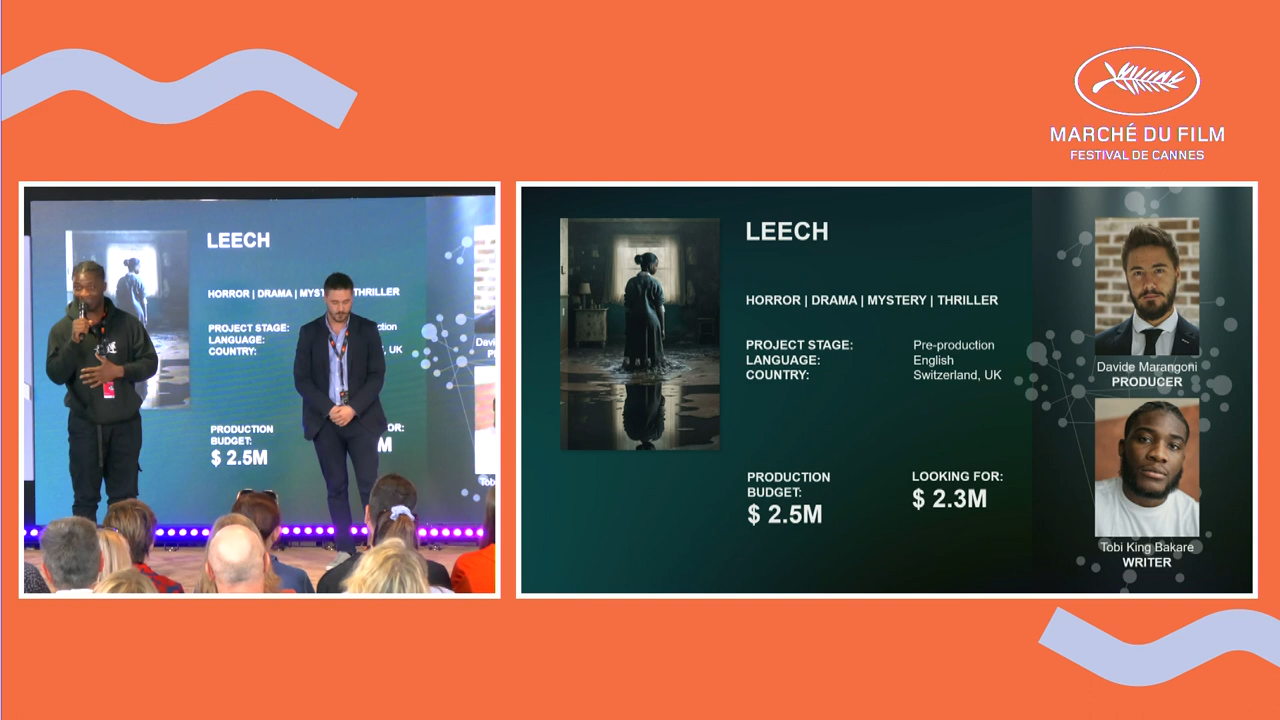 MARCHÉ DU FILM
FESTIVAL DE CANNES
LEECH
HORROR | DRAMA | MYST THRILLER
PROJECT STAGE:
LANGUAGE:
COUNTRY: UK
PRODUCTION
BUDGET:
$ 2.5M
LEECH
HORROR | DRAMA | MYSTERY | THRILLER
PROJECT STAGE: Pre-production
LANGUAGE: English
COUNTRY: Switzerland, UK
PRODUCTION
BUDGET:
$ 2.5M
LOOKING FOR:
$ 2.3M
Davide Marangoni
PRODUCER
Tobi King Bakare
WRITER